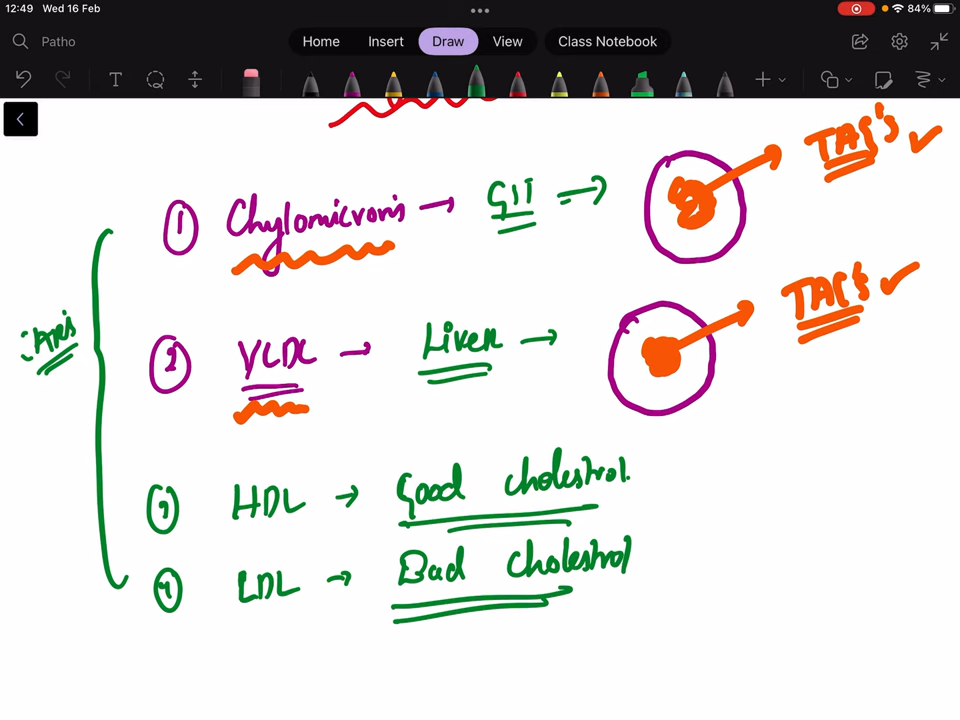 12:49 Wed 16 Feb 84%
Patho Home Insert Draw View Class Notebook
① Chylomicrons → GIT ⇒ TAG's ✓
② VLDL → Liver → TAG's ✓
③ HDL → Good cholestrol.
④ LDL → Bad cholestrol